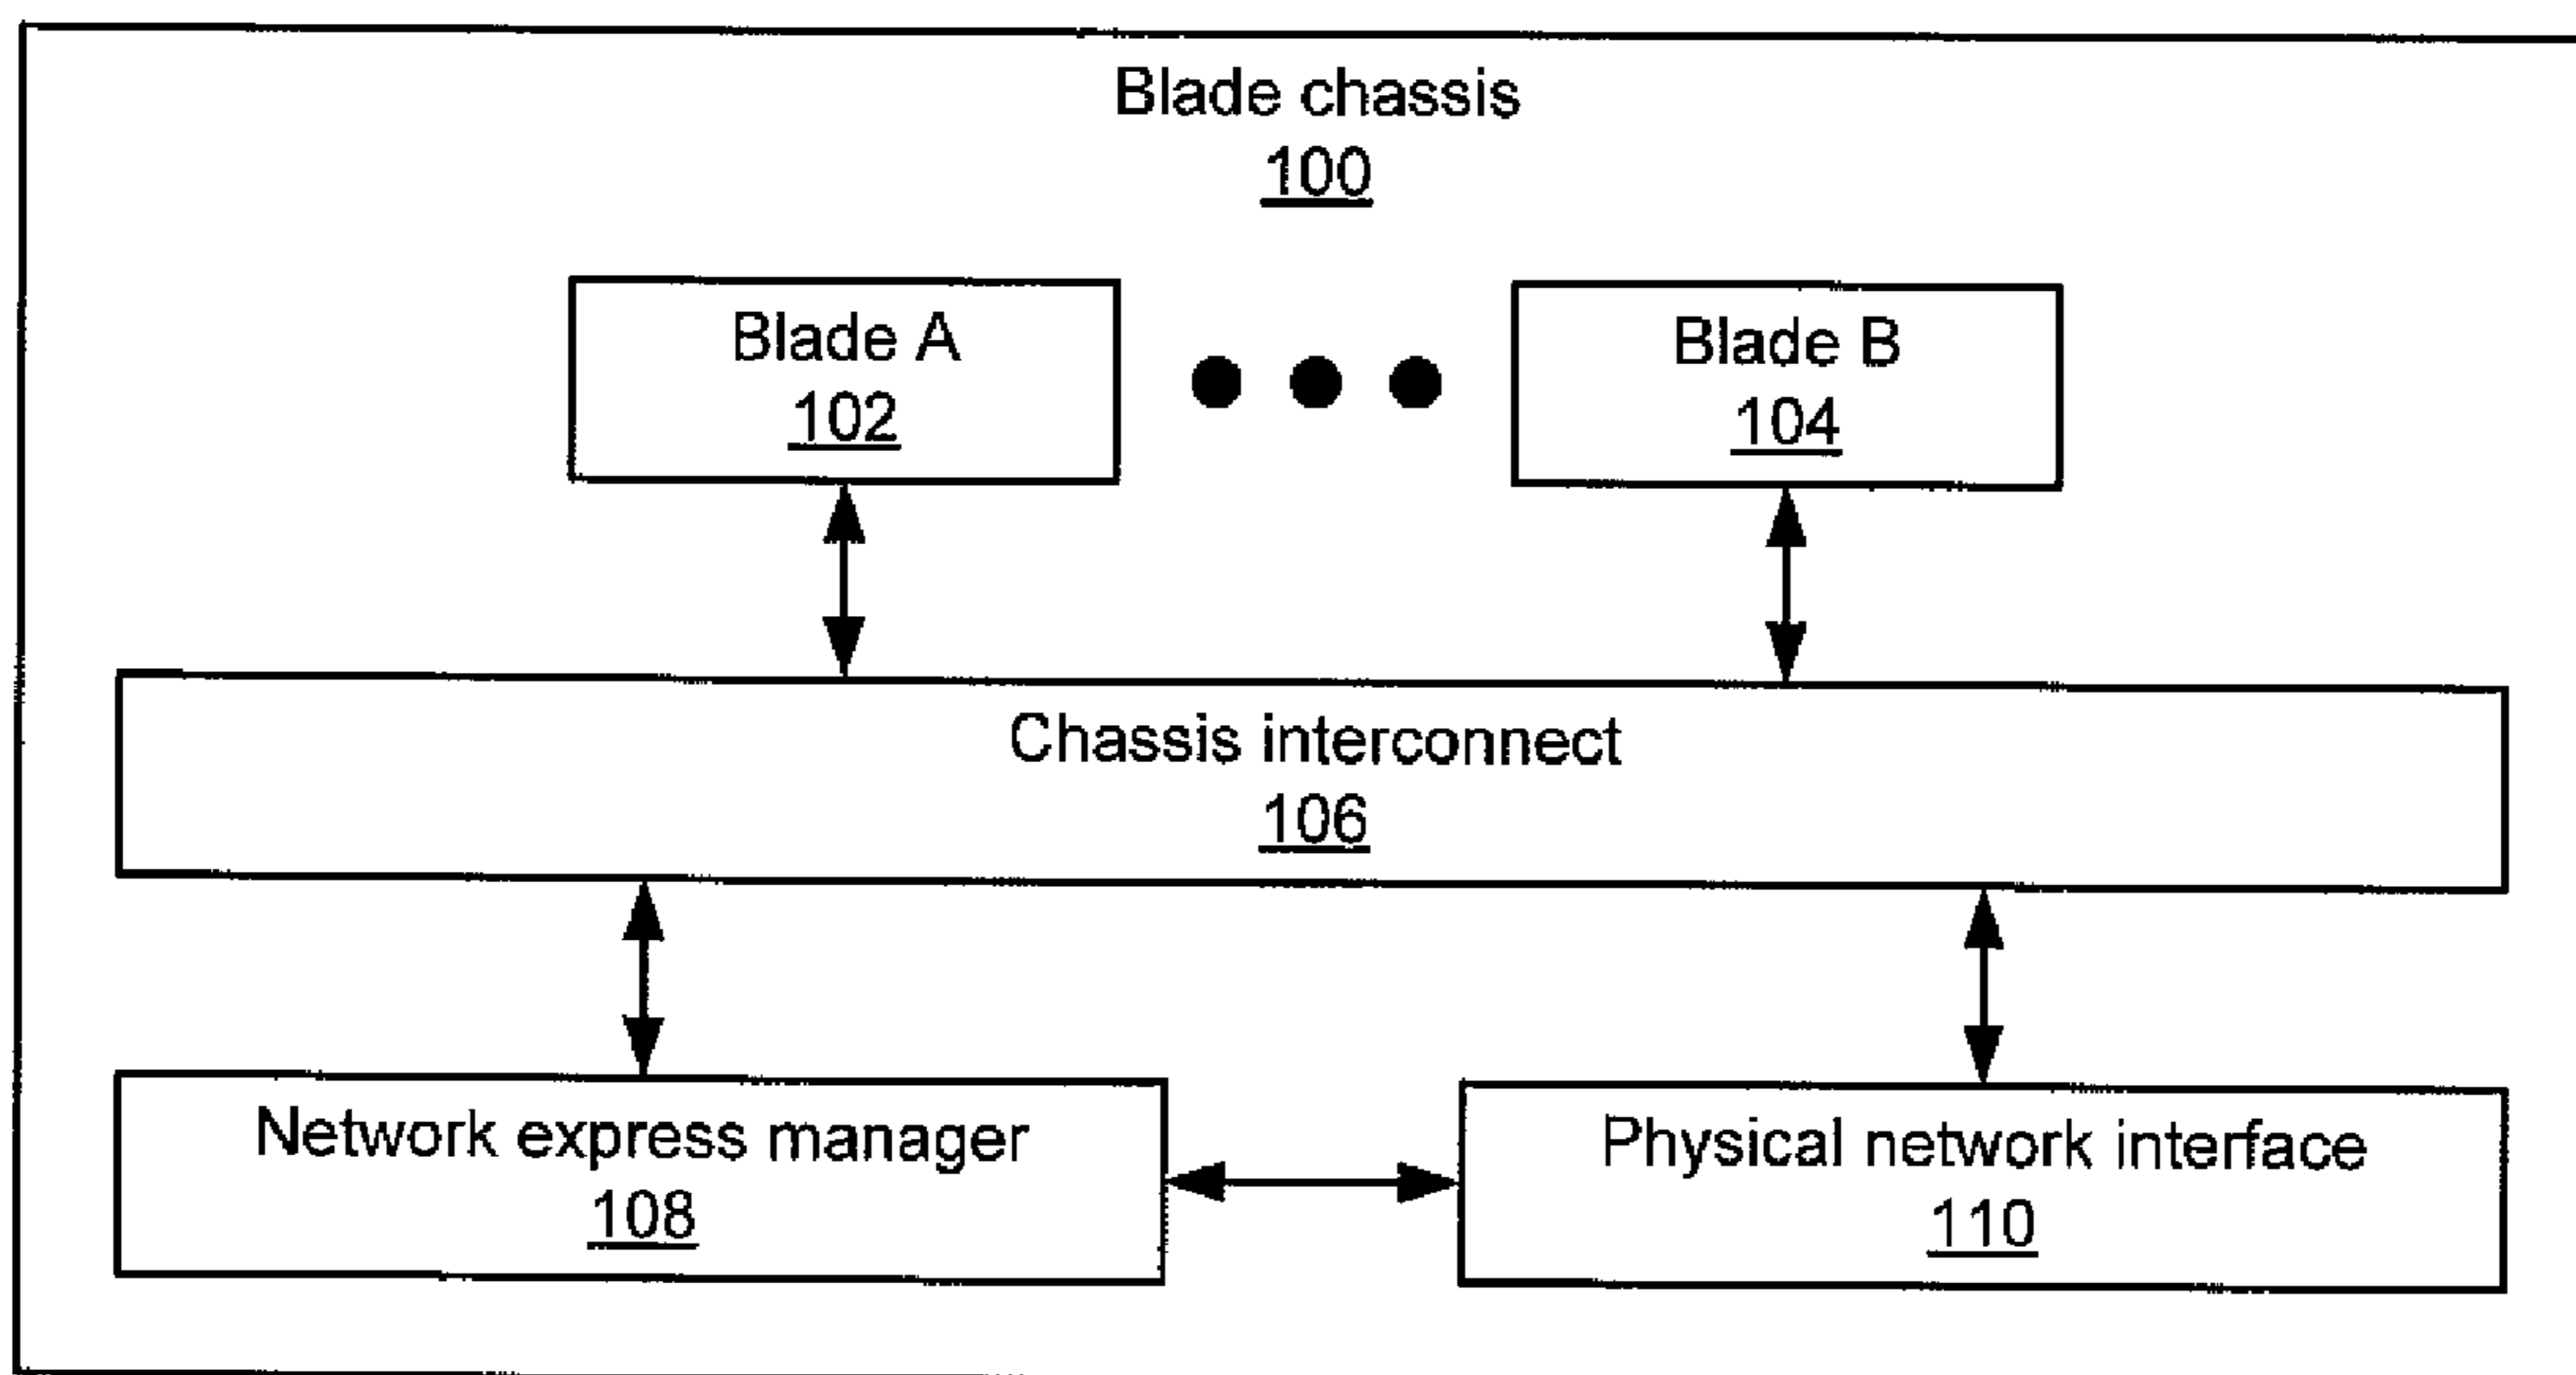 Blade chassis
100
Blade A
102
Blade B
104
Chassis interconnect
106
Network express manager
108
Physical network interface
110